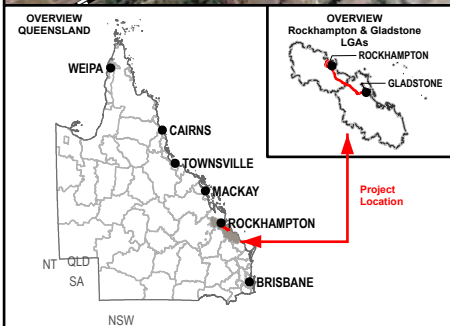 OVERVIEW
QUEENSLAND
WEIPA
CAIRNS
TOWNSVILLE
MACKAY
ROCKHAMPTON
BRISBANE
NT
QLD
SA
NSW
OVERVIEW
Rockhampton & Gladstone
LGAs
ROCKHAMPTON
GLADSTONE
Project
Location